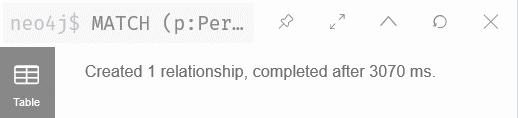 neo4j$ MATCH (p:Per…
Created 1 relationship, completed after 3070 ms.
Table